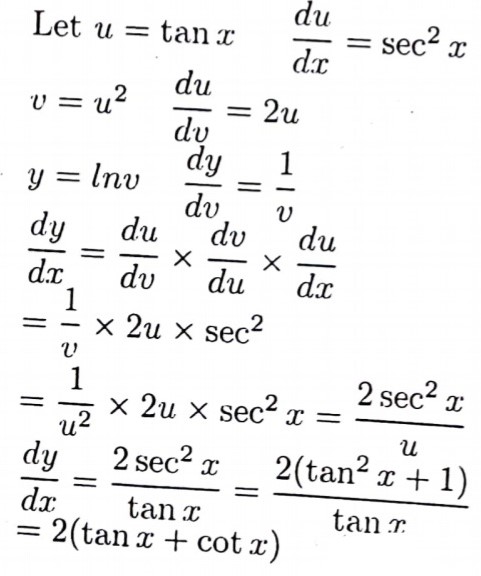 Let u = tan x  du/dx = sec² x
v = u²  du/dv = 2u
y = lnv  dy/dv = 1/v
dy/dx = du/dv × dv/du × du/dx
= 1/v × 2u × sec²
= 1/u² × 2u × sec² x = 2 sec² x/u
dy/dx = 2 sec² x/tan x = 2(tan² x + 1)/tan x
= 2(tan x + cot x)